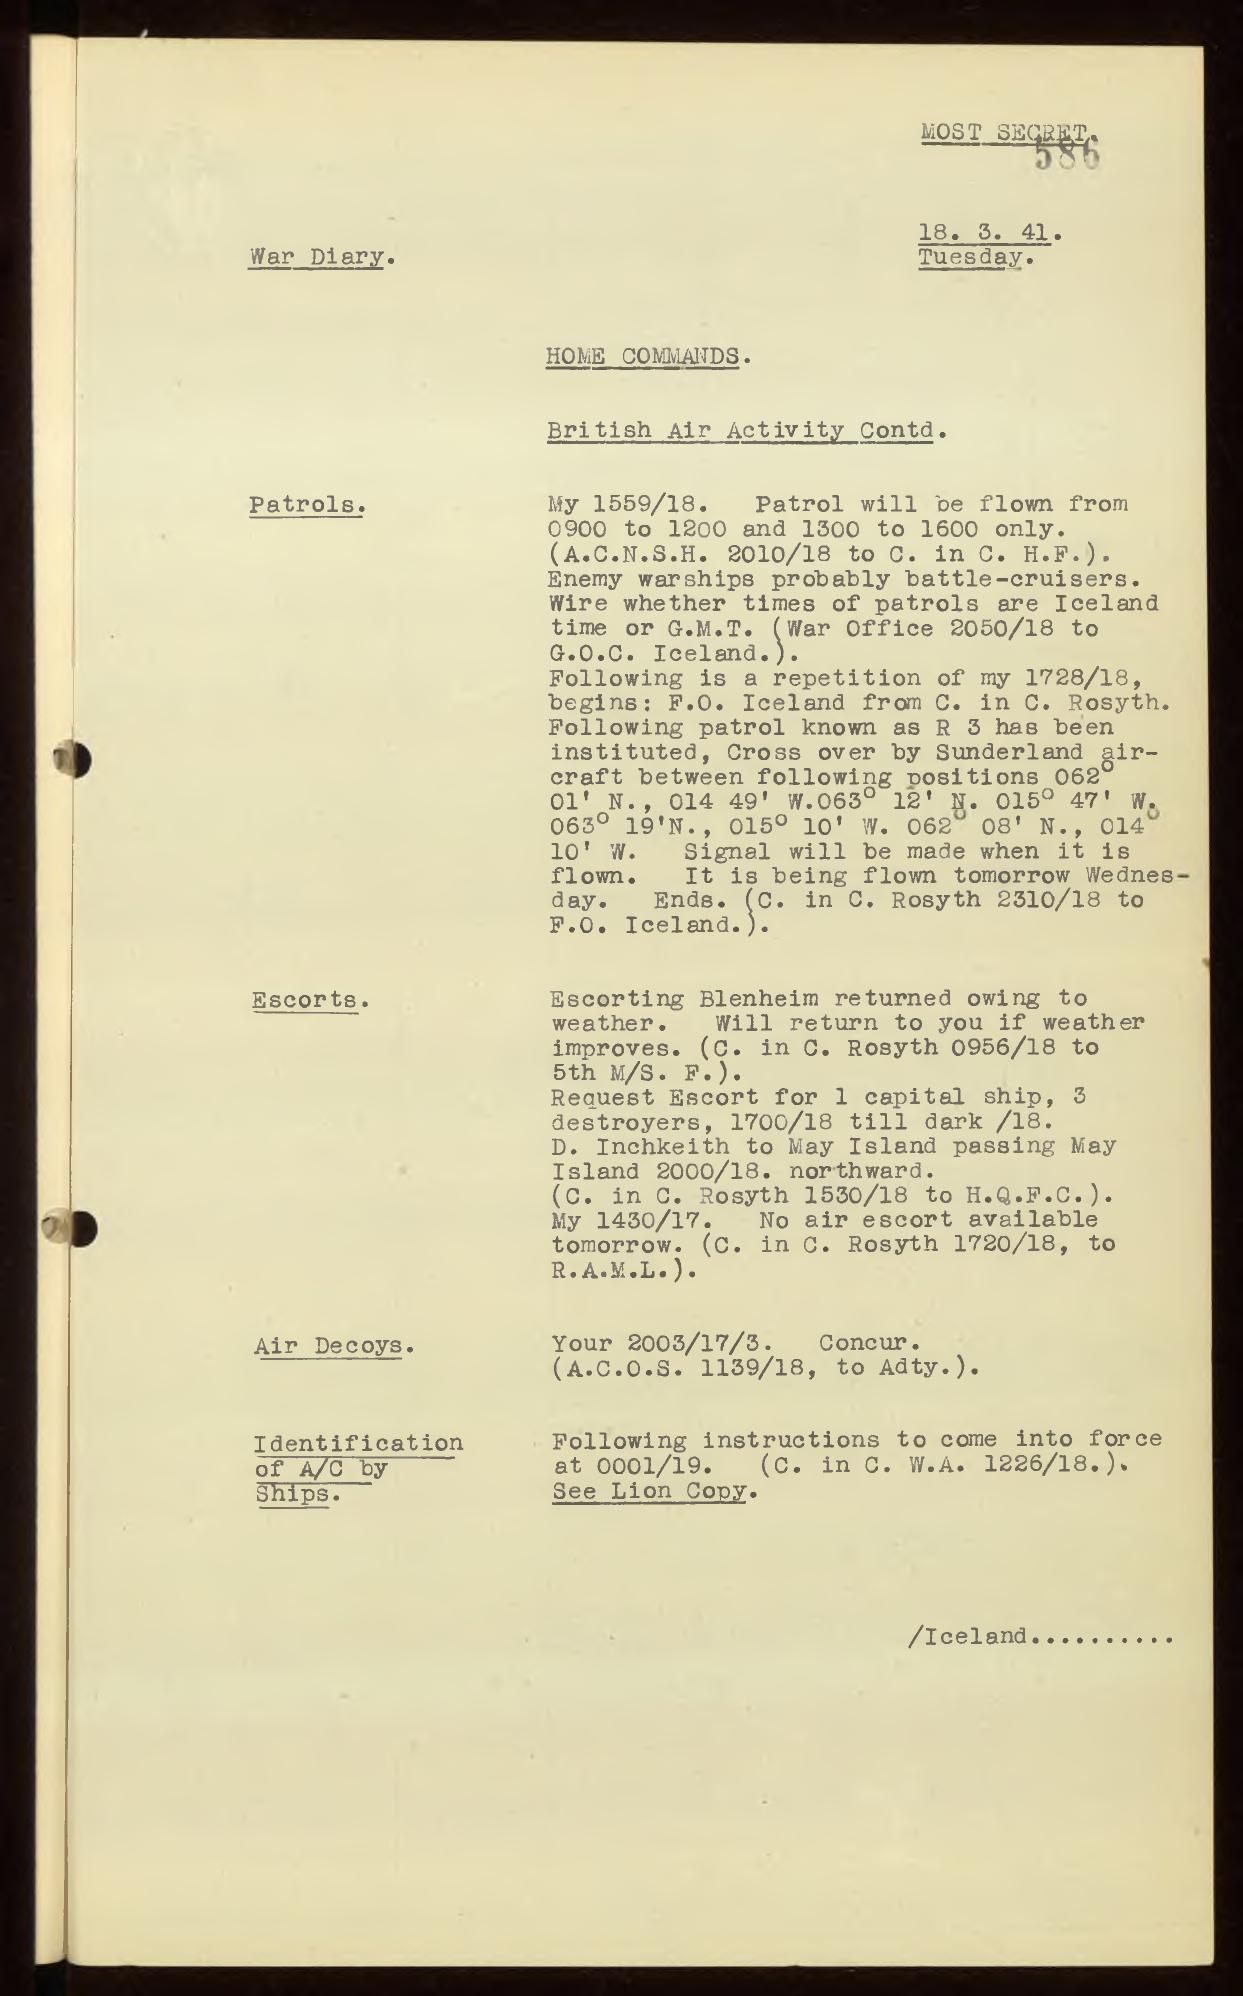 MOST SECRET.
586
18. 3. 41.
Tuesday.
War Diary.
HOME COMMANDS.
British Air Activity Contd.
Patrols.
My 1559/18.   Patrol will be flown from
0900 to 1200 and 1300 to 1600 only.
(A.C.N.S.H. 2010/18 to C. in C. H.F.).
Enemy warships probably battle-cruisers.
Wire whether times of patrols are Iceland
time or G.M.T. (War Office 2050/18 to
G.O.C. Iceland.).
Following is a repetition of my 1728/18,
begins: F.O. Iceland from C. in C. Rosyth.
Following patrol known as R 3 has been
instituted, Cross over by Sunderland air-
craft between following positions 062°
01' N., 014 49' W.063° 12' N. 015° 47' W.
063° 19'N., 015° 10' W. 062° 08' N., 014°
10' W.   Signal will be made when it is
flown.   It is being flown tomorrow Wednes-
day.   Ends. (C. in C. Rosyth 2310/18 to
F.O. Iceland.).
Escorts.
Escorting Blenheim returned owing to
weather.   Will return to you if weather
improves. (C. in C. Rosyth 0956/18 to
5th M/S. F.).
Request Escort for 1 capital ship, 3
destroyers, 1700/18 till dark /18.
D. Inchkeith to May Island passing May
Island 2000/18. northward.
(C. in C. Rosyth 1530/18 to H.Q.F.C.).
My 1430/17.   No air escort available
tomorrow. (C. in C. Rosyth 1720/18, to
R.A.M.L.).
Air Decoys.
Your 2003/17/3.   Concur.
(A.C.O.S. 1139/18, to Adty.).
Identification
of A/C by
Ships.
Following instructions to come into force
at 0001/19.   (C. in C. W.A. 1226/18.).
See Lion Copy.
/Iceland..........